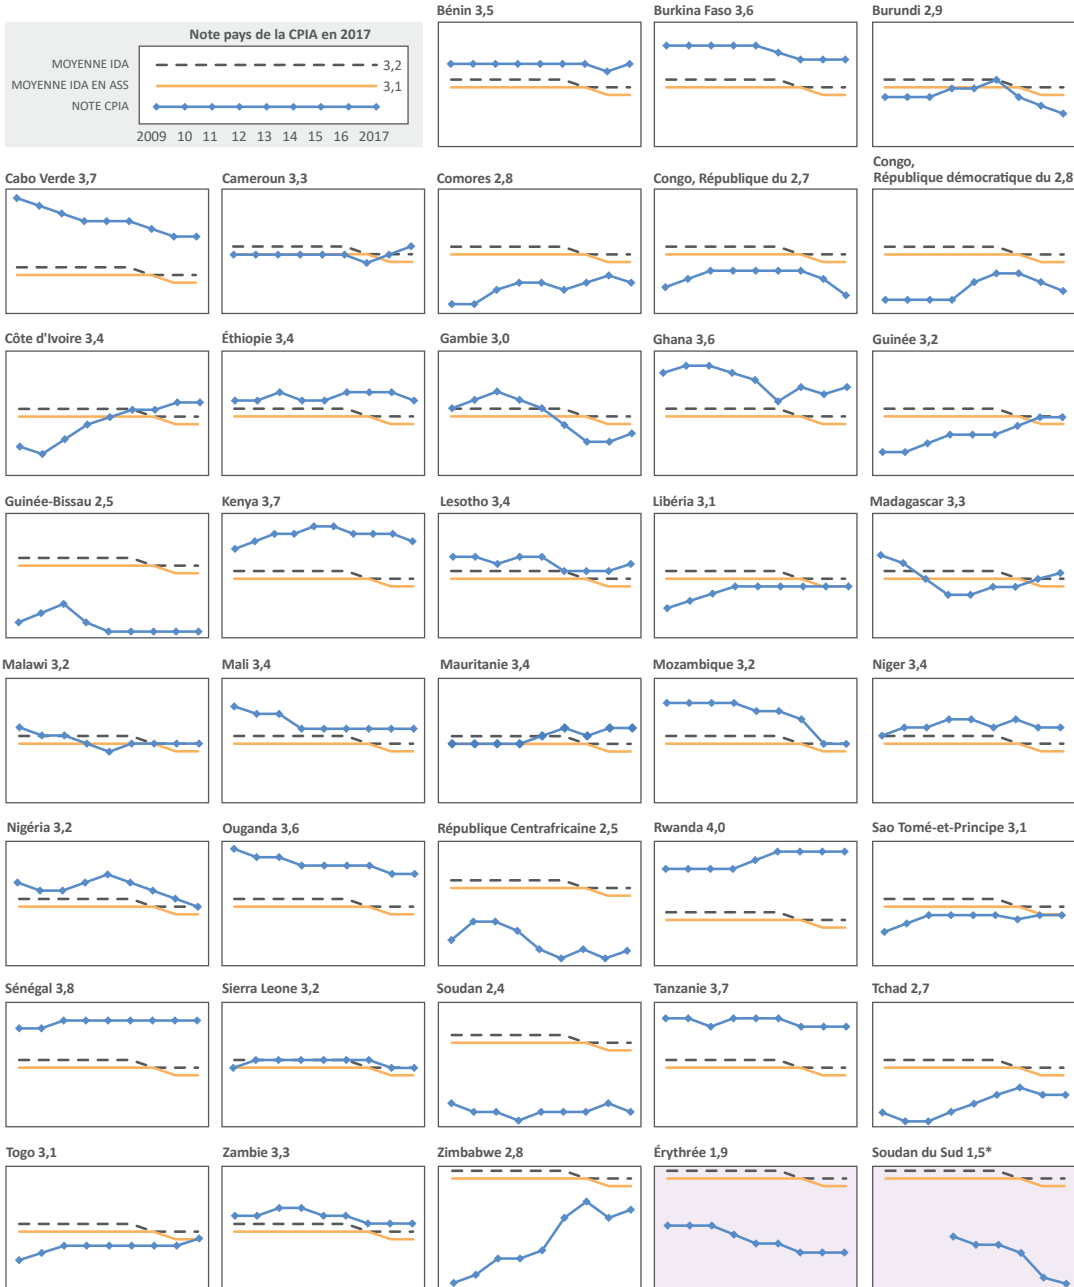 Note pays de la CPIA en 2017
MOYENNE IDA 3,2
MOYENNE IDA EN ASS 3,1
NOTE CPIA
2009 10 11 12 13 14 15 16 2017
Bénin 3,5
Burkina Faso 3,6
Burundi 2,9
Cabo Verde 3,7
Cameroun 3,3
Comores 2,8
Congo, République du 2,7
Congo,
République démocratique du 2,8
Côte d'Ivoire 3,4
Éthiopie 3,4
Gambie 3,0
Ghana 3,6
Guinée 3,2
Guinée-Bissau 2,5
Kenya 3,7
Lesotho 3,4
Libéria 3,1
Madagascar 3,3
Malawi 3,2
Mali 3,4
Mauritanie 3,4
Mozambique 3,2
Niger 3,4
Nigéria 3,2
Ouganda 3,6
République Centrafricaine 2,5
Rwanda 4,0
Sao Tomé-et-Principe 3,1
Sénégal 3,8
Sierra Leone 3,2
Soudan 2,4
Tanzanie 3,7
Tchad 2,7
Togo 3,1
Zambie 3,3
Zimbabwe 2,8
Érythrée 1,9
Soudan du Sud 1,5*